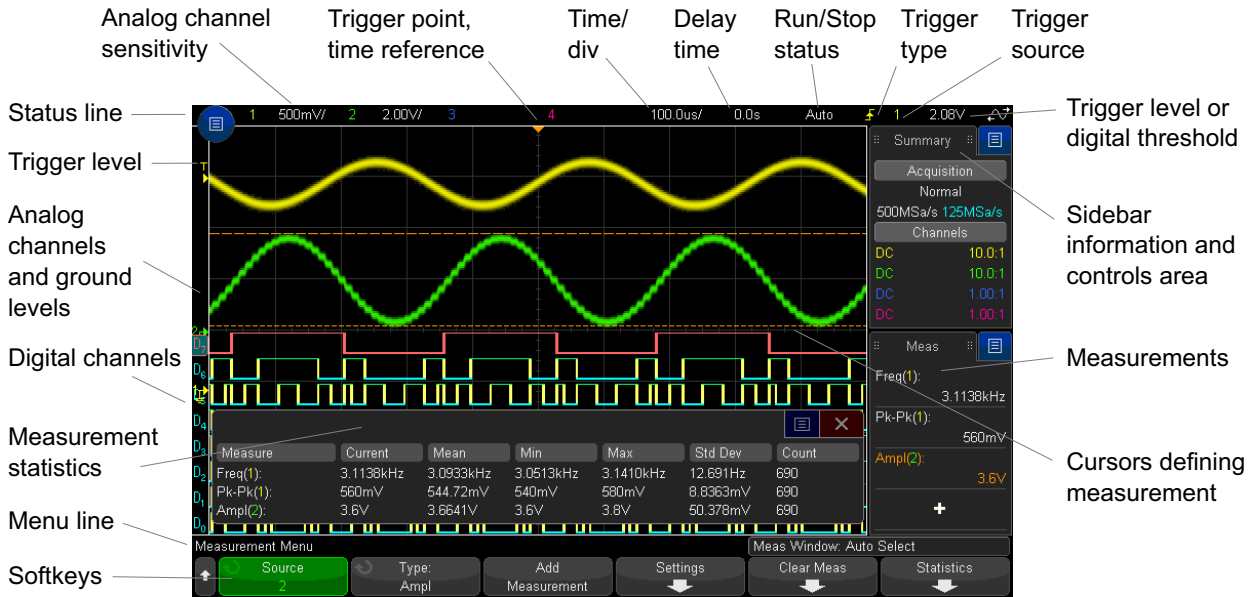 Analog channel
sensitivity
Trigger point,
time reference
Time/
div
Delay
time
Run/Stop
status
Trigger
type
Trigger
source
Status line
Trigger level
Analog
channels
and ground
levels
Digital channels
Measurement
statistics
Menu line
Softkeys
Trigger level or
digital threshold
Sidebar
information and
controls area
Measurements
Cursors defining
measurement
1 500mV/ 2 2.00V/ 3 4 100.0us/ 0.0s Auto 1 2.08V
T
Summary
Acquisition
Normal
500MSa/s 125MSa/s
Channels
DC 10.0:1
DC 10.0:1
DC 1.00:1
DC 1.00:1
Meas
Freq(1):
3.1138kHz
Pk-Pk(1):
560mV
Ampl(2):
3.6V
2
D7
D6
D4
D3
D2
D1
D0
Measure Current Mean Min Max Std Dev Count
Freq(1): 3.1138kHz 3.0933kHz 3.0513kHz 3.1410kHz 12.691Hz 690
Pk-Pk(1): 560mV 544.72mV 540mV 580mV 8.8363mV 690
Ampl(2): 3.6V 3.6641V 3.6V 3.8V 50.378mV 690
Measurement Menu
Meas Window: Auto Select
Source
2
Type:
Ampl
Add
Measurement
Settings
Clear Meas
Statistics